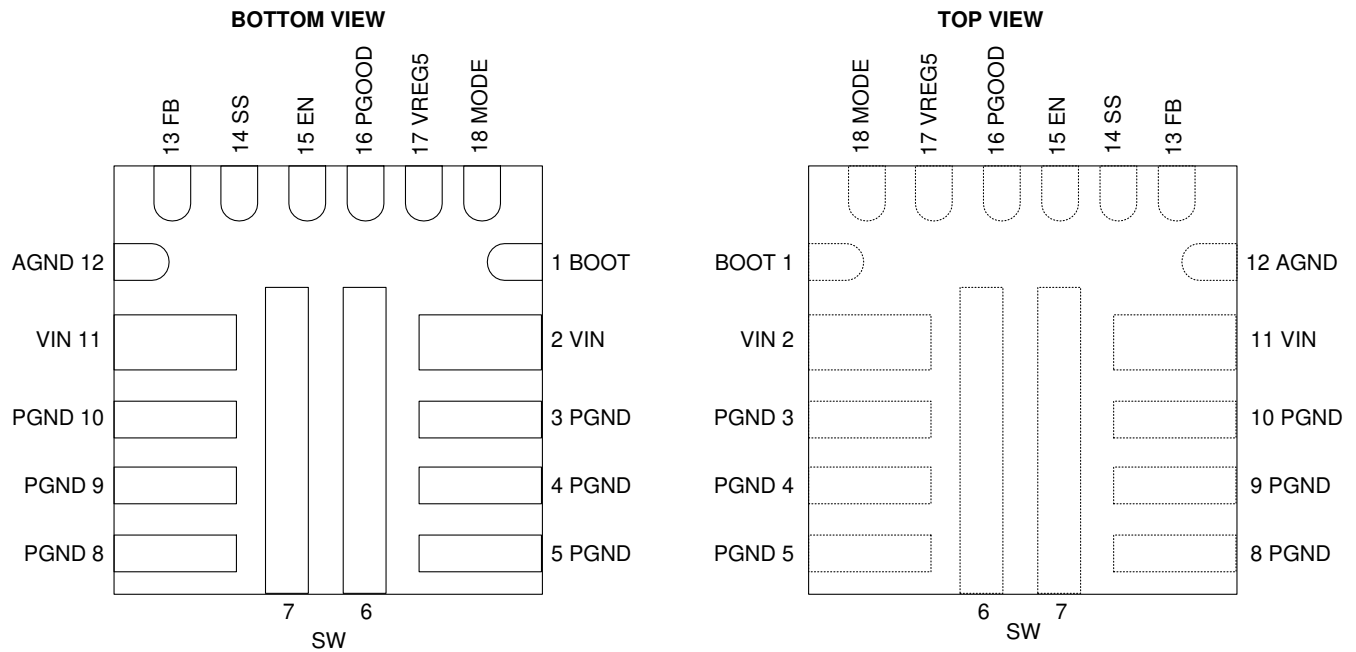 BOTTOM VIEW
13 FB
14 SS
15 EN
16 PGOOD
17 VREG5
18 MODE
AGND 12
1 BOOT
VIN 11
2 VIN
PGND 10
3 PGND
PGND 9
4 PGND
PGND 8
5 PGND
7
6
SW
TOP VIEW
18 MODE
17 VREG5
16 PGOOD
15 EN
14 SS
13 FB
BOOT 1
12 AGND
VIN 2
11 VIN
PGND 3
10 PGND
PGND 4
9 PGND
PGND 5
8 PGND
6
7
SW